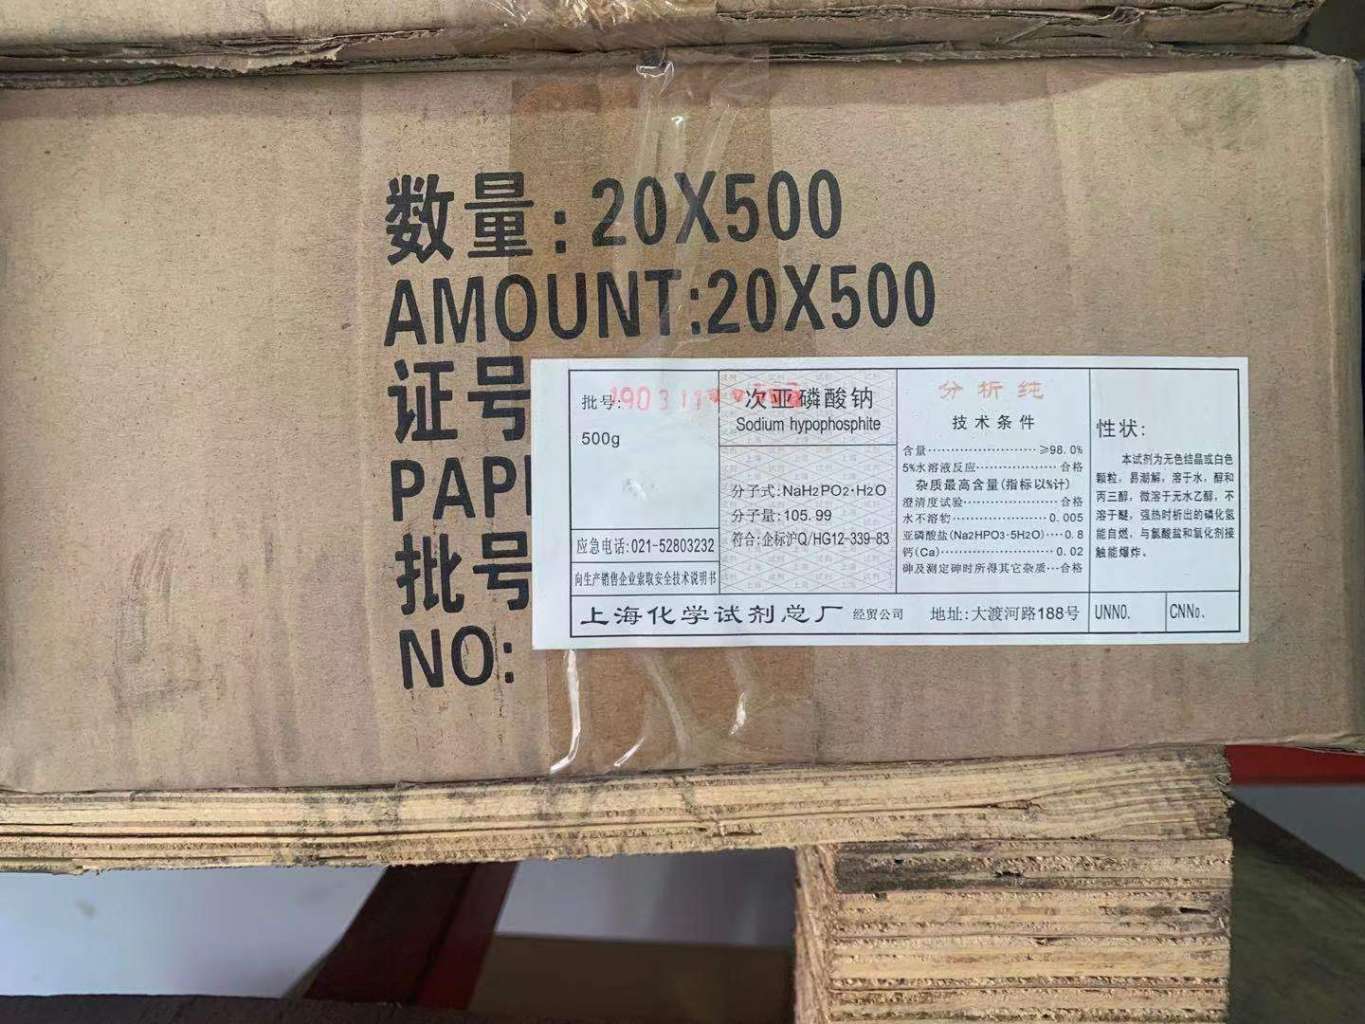 数量:20X500
AMOUNT:20X500
证号
PAP
批号
NO:
批号:
500g
应急电话:021-52803232
向生产销售企业索取安全技术说明书
次亚磷酸钠
Sodium hypophosphite
分子式:NaH2PO2·H2O
分子量:105.99
符合:企标沪Q/HG12-339-83
分析纯
技术条件
含量························≥98.0%
5%水溶液反应·················合格
杂质最高含量(指标以%计)
澄清度试验···················合格
水不溶物·····················0.005
亚磷酸盐(Na2HPO3·5H2O)····0.8
钙(Ca)·······················0.02
砷及测定砷时所得其它杂质···合格
性状:
本试剂为无色结晶或白色
颗粒，易潮解，溶于水，醇和
丙三醇，微溶于无水乙醇，不
溶于醚，强热时析出的磷化氢
能自燃，与氯酸盐和氧化剂接
触能爆炸。
上海化学试剂总厂 经贸公司 地址:大渡河路188号
UNNO.
CNNo.